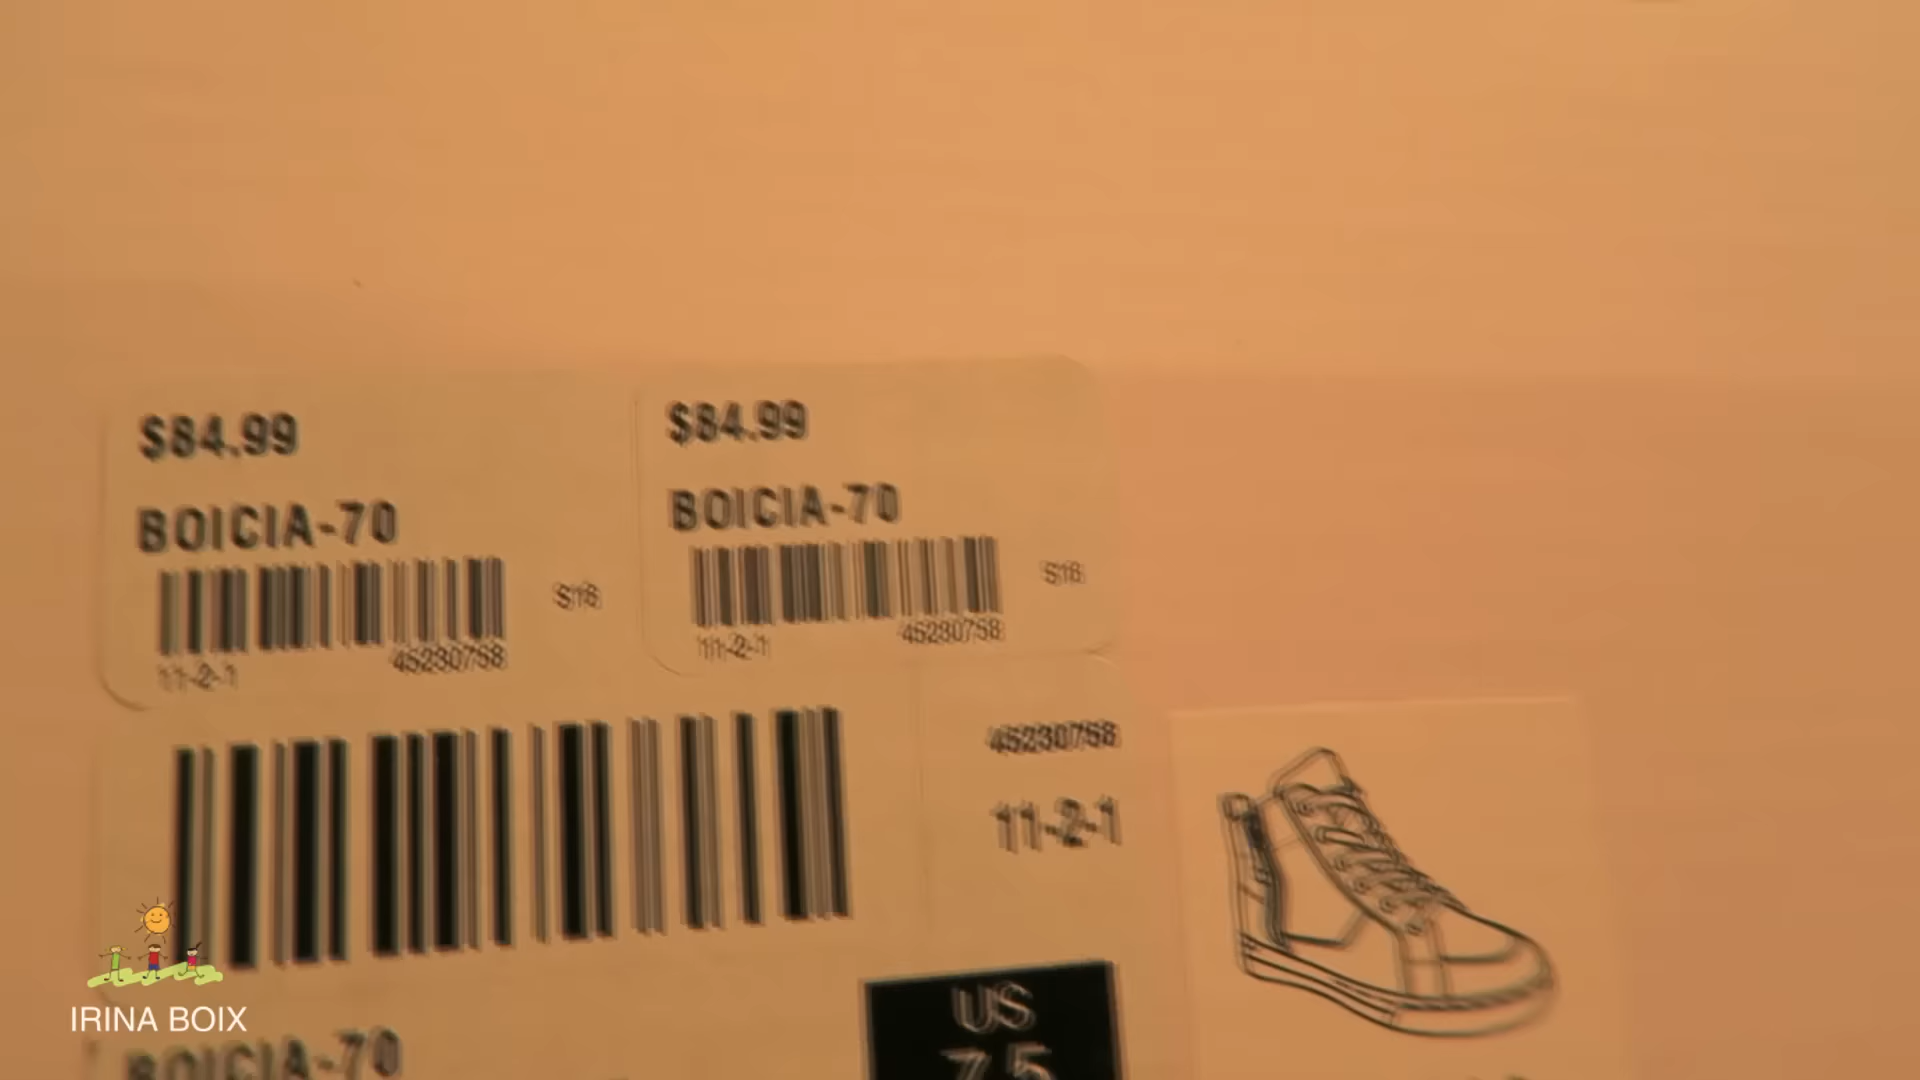 $84.99
BOICIA-70
S16
11-2-1
45230758
$84.99
BOICIA-70
S16
11-2-1
45230758
45230758
11-2-1
US
7.5
BOICIA-70
IRINA BOIX